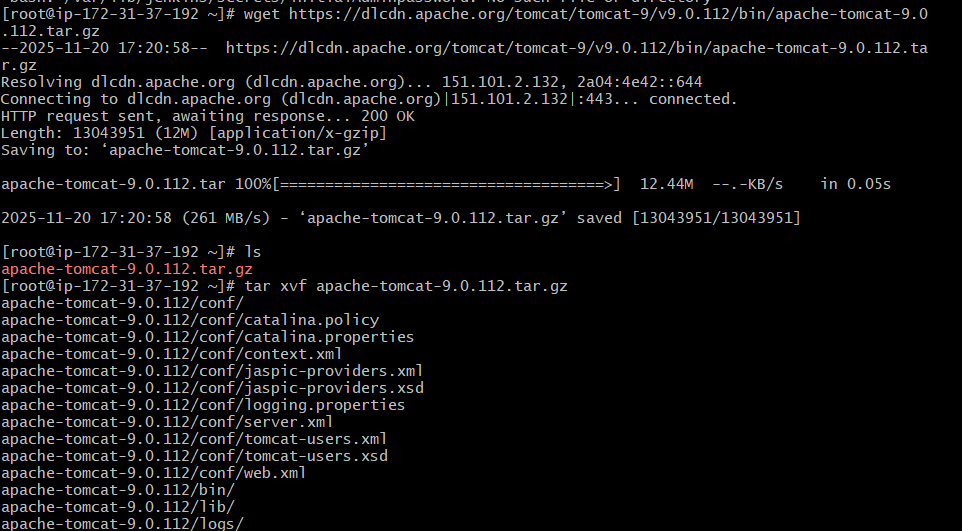 [root@ip-172-31-37-192 ~]# wget https://dlcdn.apache.org/tomcat/tomcat-9/v9.0.112/bin/apache-tomcat-9.0
.112.tar.gz
--2025-11-20 17:20:58--  https://dlcdn.apache.org/tomcat/tomcat-9/v9.0.112/bin/apache-tomcat-9.0.112.ta
r.gz
Resolving dlcdn.apache.org (dlcdn.apache.org)... 151.101.2.132, 2a04:4e42::644
Connecting to dlcdn.apache.org (dlcdn.apache.org)|151.101.2.132|:443... connected.
HTTP request sent, awaiting response... 200 OK
Length: 13043951 (12M) [application/x-gzip]
Saving to: ‘apache-tomcat-9.0.112.tar.gz’
apache-tomcat-9.0.112.tar 100%[====================================>]  12.44M  --.-KB/s    in 0.05s
2025-11-20 17:20:58 (261 MB/s) - ‘apache-tomcat-9.0.112.tar.gz’ saved [13043951/13043951]
[root@ip-172-31-37-192 ~]# ls
apache-tomcat-9.0.112.tar.gz
[root@ip-172-31-37-192 ~]# tar xvf apache-tomcat-9.0.112.tar.gz
apache-tomcat-9.0.112/conf/
apache-tomcat-9.0.112/conf/catalina.policy
apache-tomcat-9.0.112/conf/catalina.properties
apache-tomcat-9.0.112/conf/context.xml
apache-tomcat-9.0.112/conf/jaspic-providers.xml
apache-tomcat-9.0.112/conf/jaspic-providers.xsd
apache-tomcat-9.0.112/conf/logging.properties
apache-tomcat-9.0.112/conf/server.xml
apache-tomcat-9.0.112/conf/tomcat-users.xml
apache-tomcat-9.0.112/conf/tomcat-users.xsd
apache-tomcat-9.0.112/conf/web.xml
apache-tomcat-9.0.112/bin/
apache-tomcat-9.0.112/lib/
apache-tomcat-9.0.112/logs/